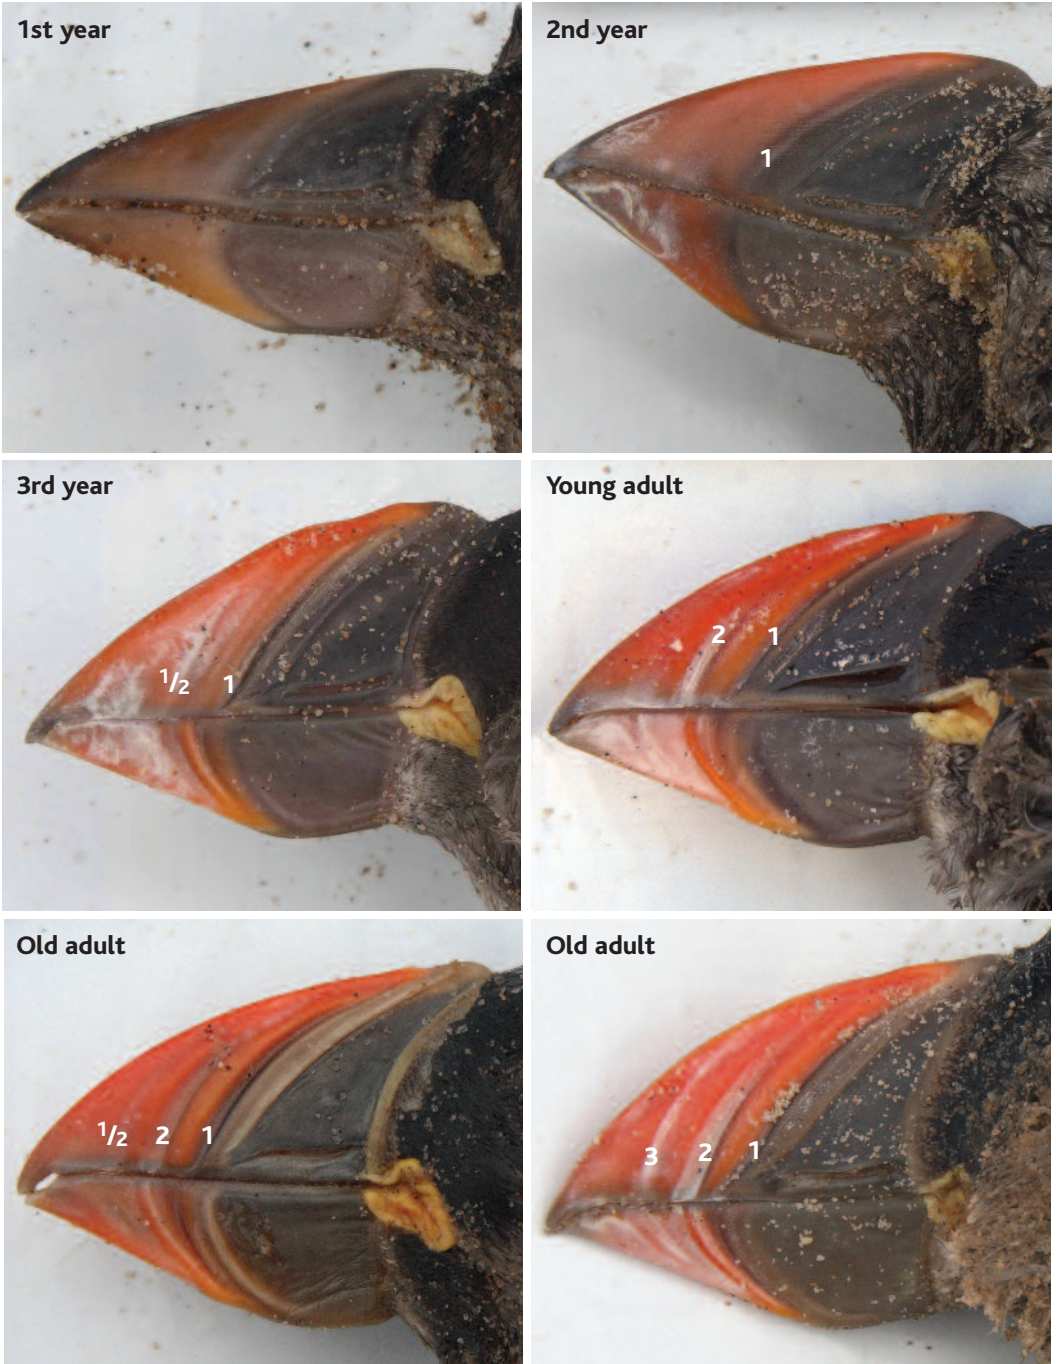 1st year
2nd year
1
3rd year
1/2
1
Young adult
2
1
Old adult
1/2 2 1
Old adult
3
2
1